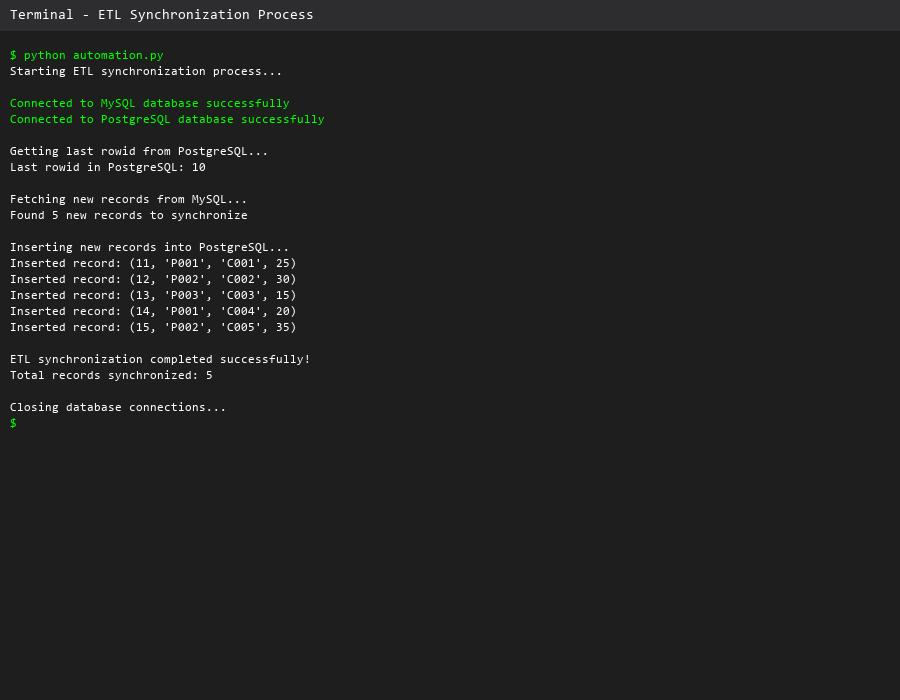 Terminal - ETL Synchronization Process
$ python automation.py
Starting ETL synchronization process...
Connected to MySQL database successfully
Connected to PostgreSQL database successfully
Getting last rowid from PostgreSQL...
Last rowid in PostgreSQL: 10
Fetching new records from MySQL...
Found 5 new records to synchronize
Inserting new records into PostgreSQL...
Inserted record: (11, 'P001', 'C001', 25)
Inserted record: (12, 'P002', 'C002', 30)
Inserted record: (13, 'P003', 'C003', 15)
Inserted record: (14, 'P001', 'C004', 20)
Inserted record: (15, 'P002', 'C005', 35)
ETL synchronization completed successfully!
Total records synchronized: 5
Closing database connections...
$